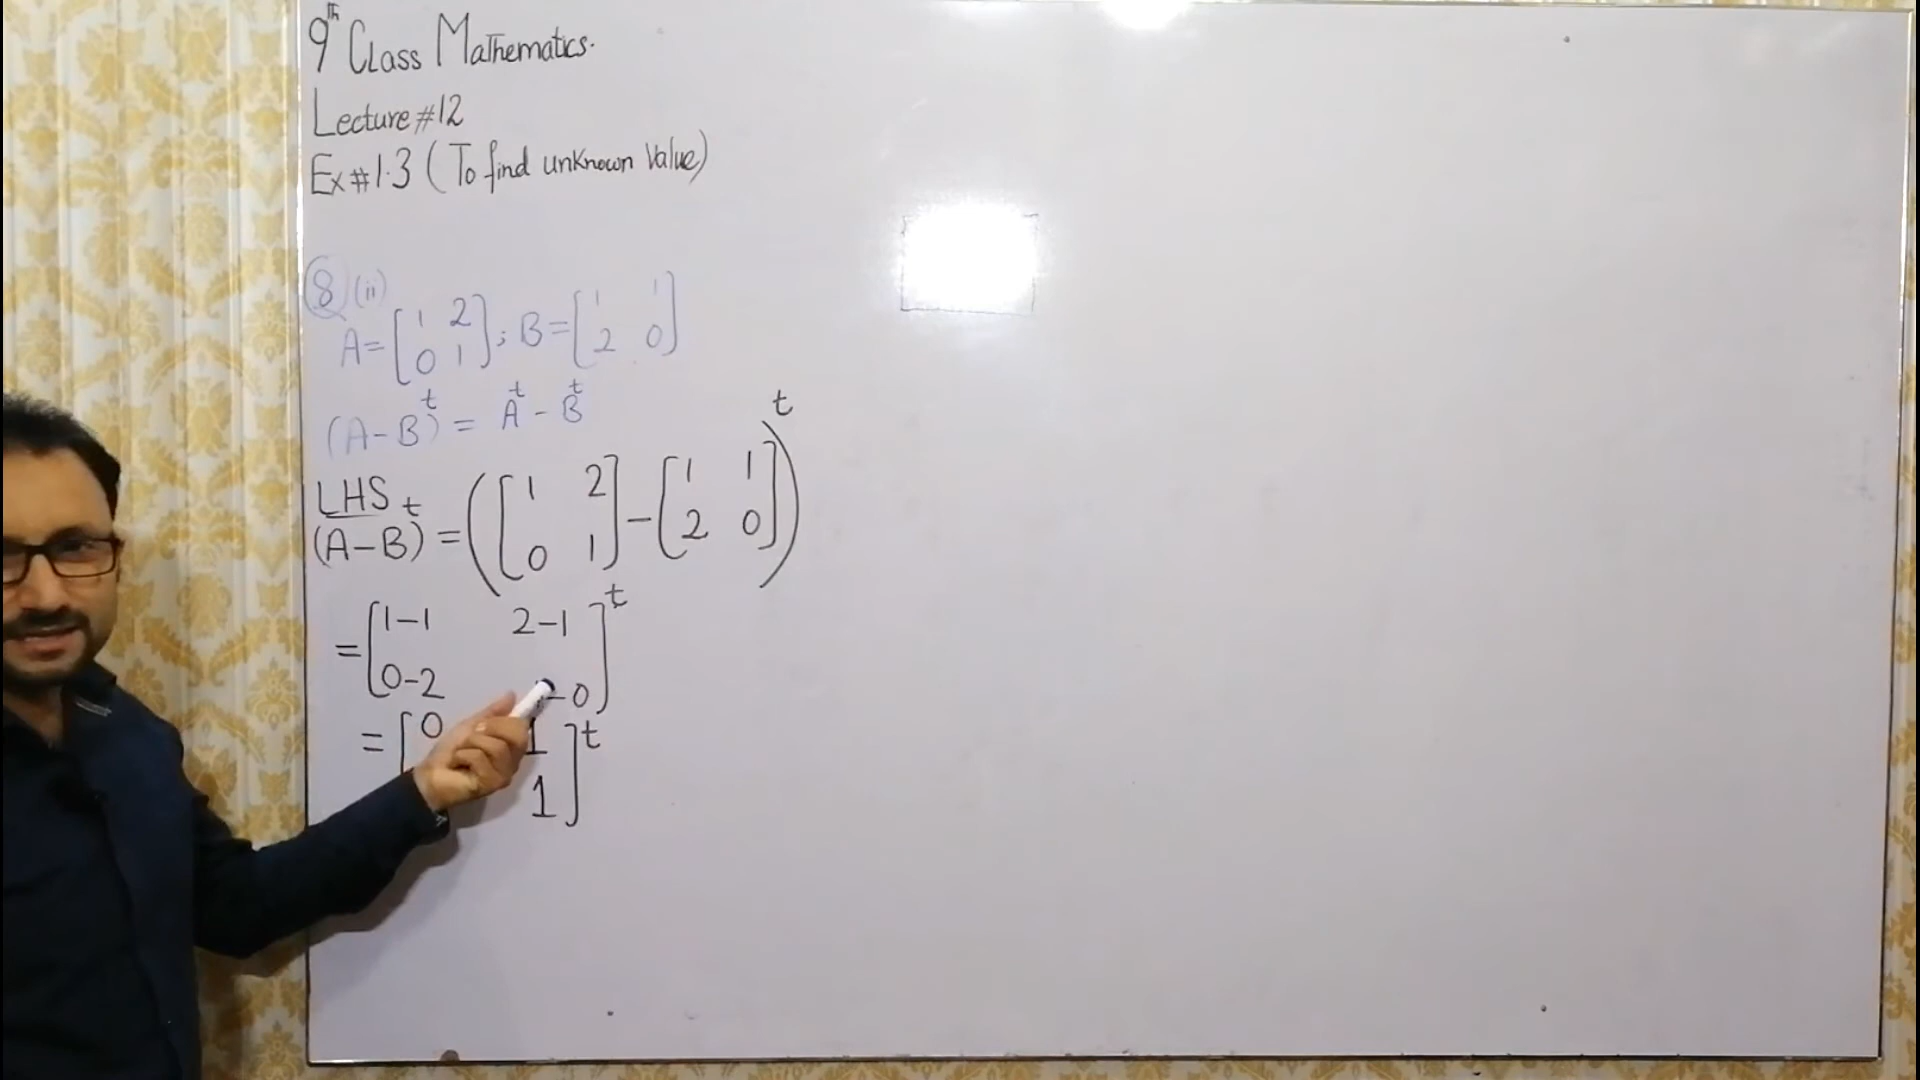 9th Class Mathematics.
Lecture #12
Ex#1.3 (To find unknown value)
8 (ii)
A=[1 2; 0 1]; B=[1 1; 2 0]
(A-B)^t = A^t - B^t
LHS
(A-B)^t = ([1 2; 0 1] - [1 1; 2 0])^t
= [1-1 2-1; 0-2 -0]^t
= [0 1; 1]^t